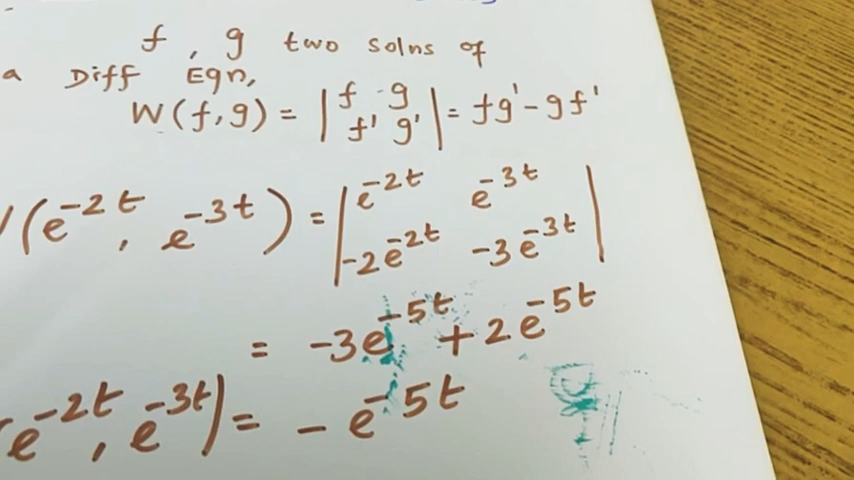 f , g two solns of
a Diff Eqn,
W(f,g) = | f g ; f' g' | = fg' - gf'
(e^{-2t} , e^{-3t}) = | e^{-2t} e^{-3t} ; -2e^{-2t} -3e^{-3t} |
= -3e^{-5t} + 2e^{-5t}
e^{-2t} , e^{-3t}) = - e^{-5t}